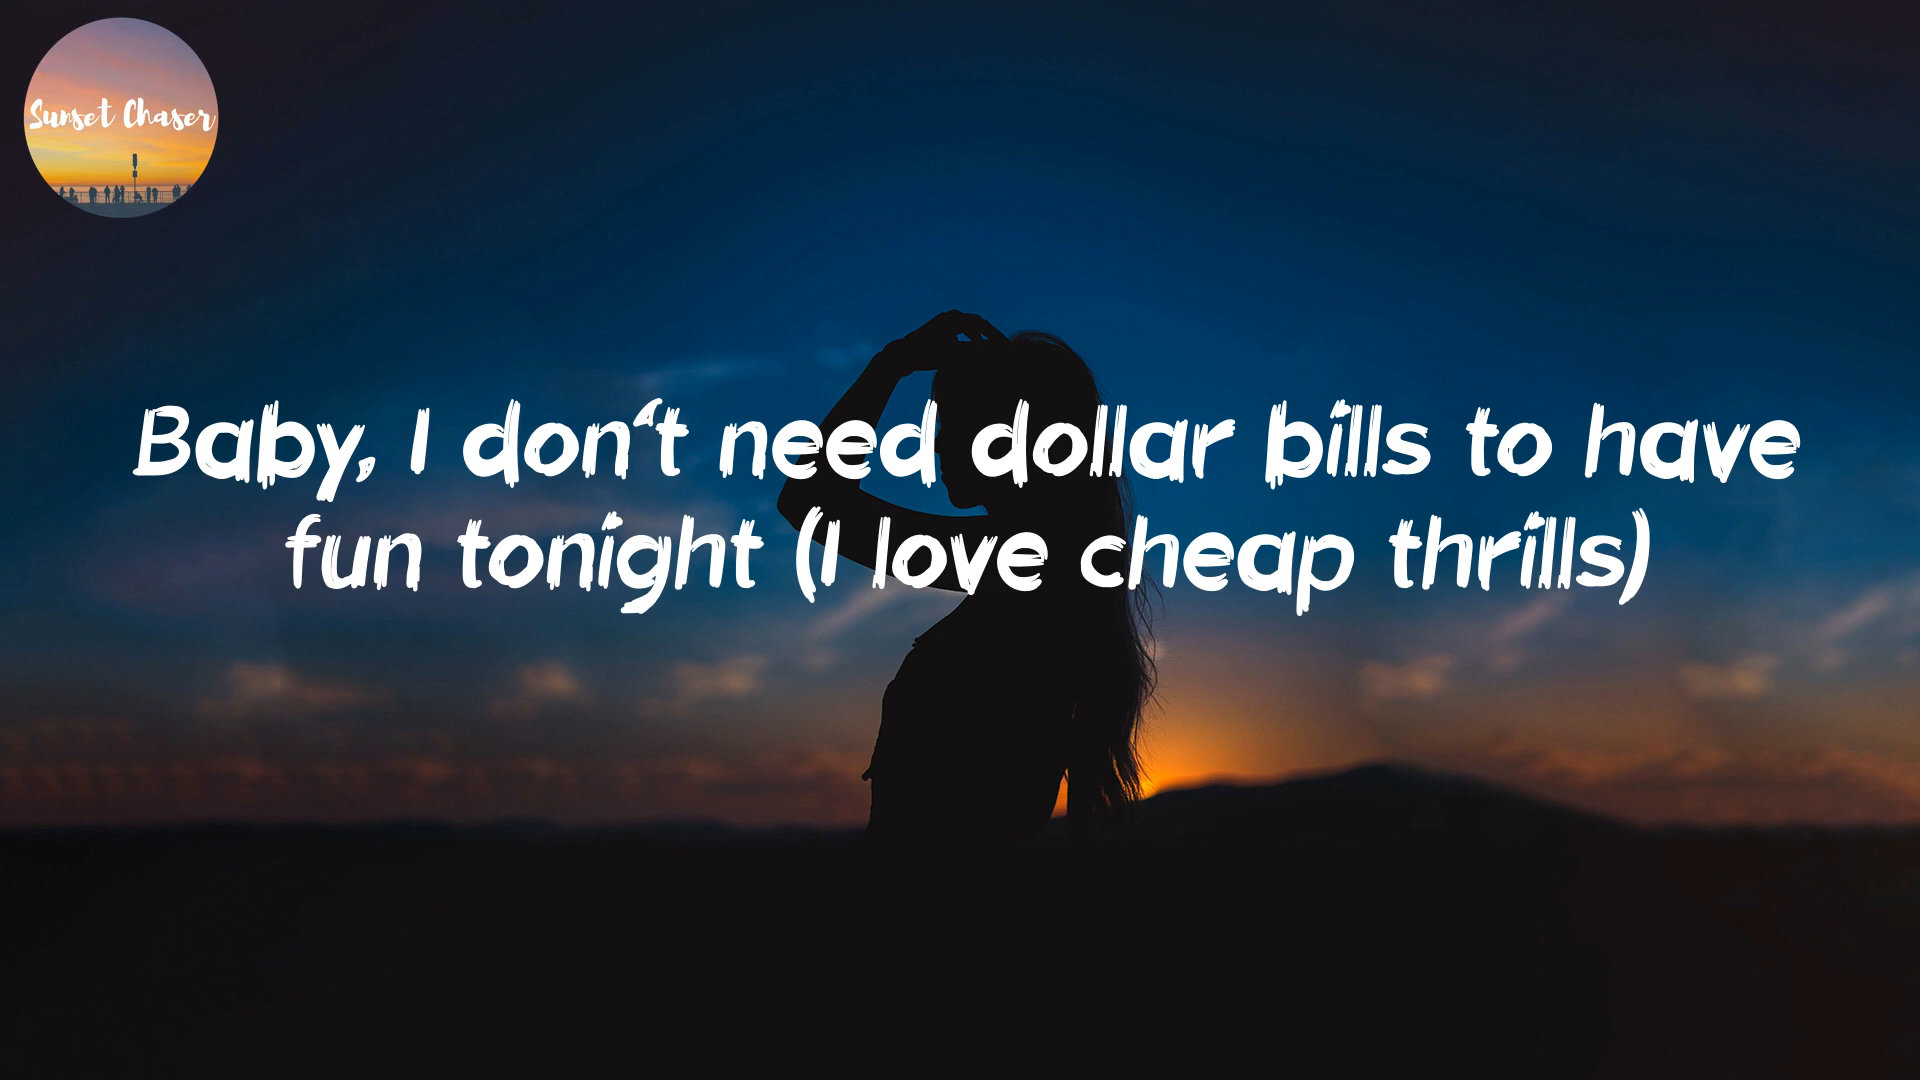 Sunset Chaser
Baby, I don‘t need dollar bills to have
fun tonight (I love cheap thrills)